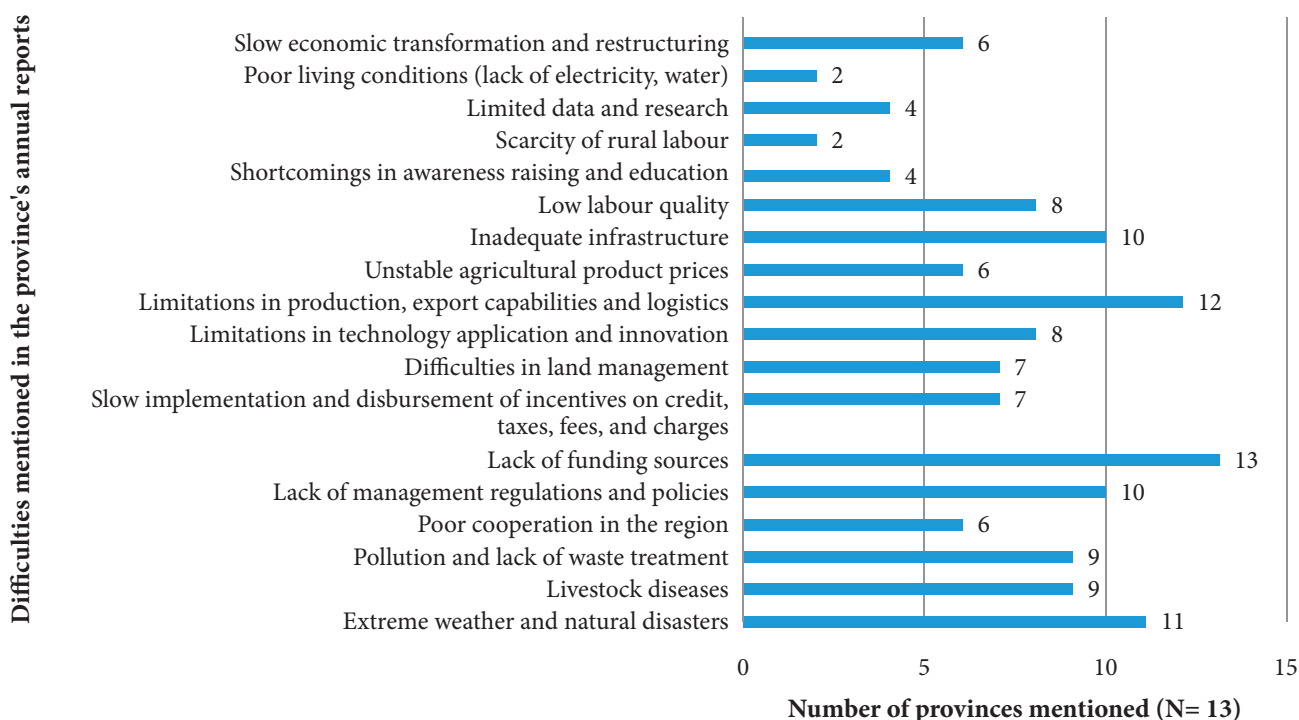 Difficulties mentioned in the province's annual reports
Slow economic transformation and restructuring 6
Poor living conditions (lack of electricity, water) 2
Limited data and research 4
Scarcity of rural labour 2
Shortcomings in awareness raising and education 4
Low labour quality 8
Inadequate infrastructure 10
Unstable agricultural product prices 6
Limitations in production, export capabilities and logistics 12
Limitations in technology application and innovation 8
Difficulties in land management 7
Slow implementation and disbursement of incentives on credit, 7
taxes, fees, and charges
Lack of funding sources 13
Lack of management regulations and policies 10
Poor cooperation in the region 6
Pollution and lack of waste treatment 9
Livestock diseases 9
Extreme weather and natural disasters 11
0 5 10 15
Number of provinces mentioned (N= 13)